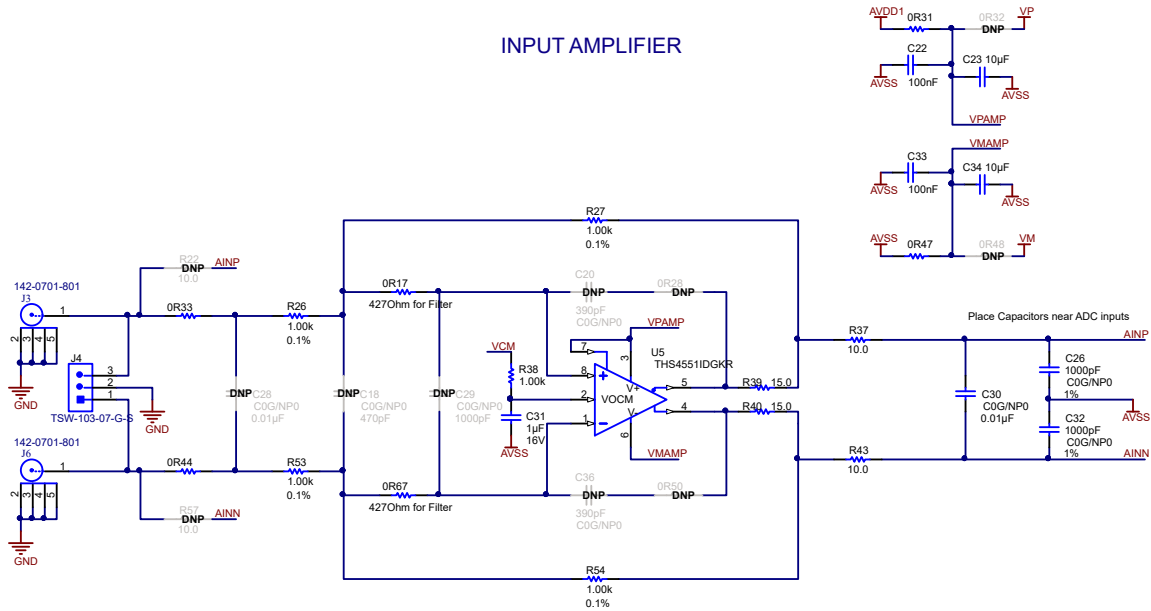 INPUT AMPLIFIER
AVDD1
0R31
0R32
DNP
VP
C22
100nF
AVSS
C23 10µF
AVSS
VPAMP
VMAMP
C33
100nF
AVSS
C34 10µF
AVSS
AVSS
0R47
0R48
DNP
VM
R27
1.00k
0.1%
R22
DNP
10.0
AINP
142-0701-801
J3
1
2
3
4
5
GND
0R33
R26
1.00k
0.1%
0R17
427Ohm for Filter
C20
DNP
390pF
C0G/NP0
0R28
DNP
VPAMP
J4
3
2
1
TSW-103-07-G-S
GND
C28
DNP
C0G/NP0
0.01µF
C18
DNP
C0G/NP0
470pF
C29
DNP
C0G/NP0
1000pF
VCM
R38
1.00k
C31
1µF
16V
AVSS
7
8
2
1
3
6
5
4
U5
THS4551IDGKR
V+
VOCM
V-
VMAMP
R39 15.0
R40 15.0
R37
10.0
Place Capacitors near ADC inputs
AINP
C30
C0G/NP0
0.01µF
C26
1000pF
C0G/NP0
1%
AVSS
C32
1000pF
C0G/NP0
1%
AINN
R43
10.0
142-0701-801
J6
1
2
3
4
5
GND
0R44
R53
1.00k
0.1%
0R67
427Ohm for Filter
C36
DNP
390pF
C0G/NP0
0R50
DNP
R57
DNP
10.0
AINN
R54
1.00k
0.1%